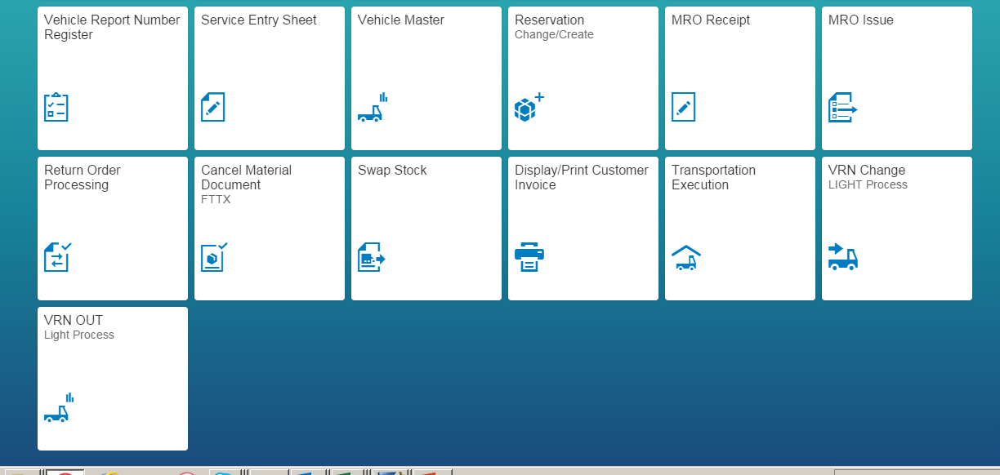 Vehicle Report Number
Register
Service Entry Sheet
Vehicle Master
Reservation
Change/Create
MRO Receipt
MRO Issue
Return Order
Processing
Cancel Material
Document
FTTX
Swap Stock
Display/Print Customer
Invoice
Transportation
Execution
VRN Change
LIGHT Process
VRN OUT
Light Process